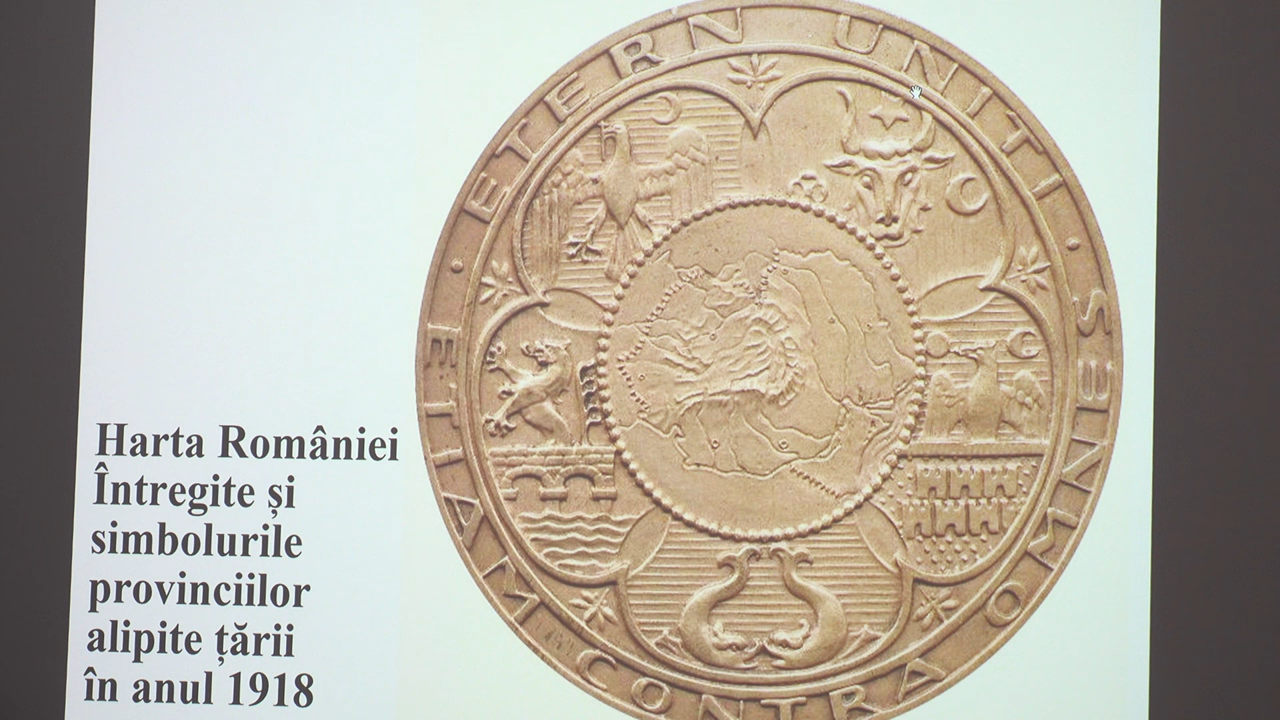 Harta României
Întregite și
simbolurile
provinciilor
alipite țării
în anul 1918
· ETERN UNITI ·
ETIAM CONTRA OMNES